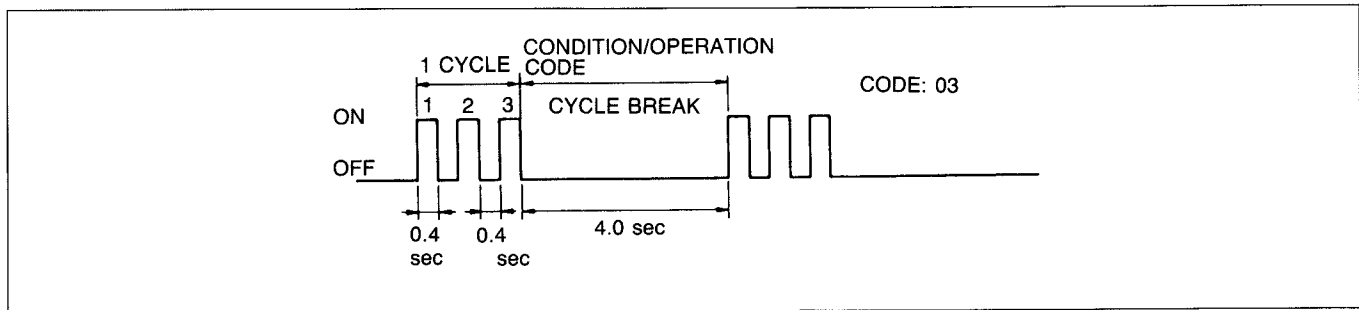 CONDITION/OPERATION
CODE
1 CYCLE
CODE: 03
1 2 3
CYCLE BREAK
ON
OFF
4.0 sec
0.4
sec
0.4
sec